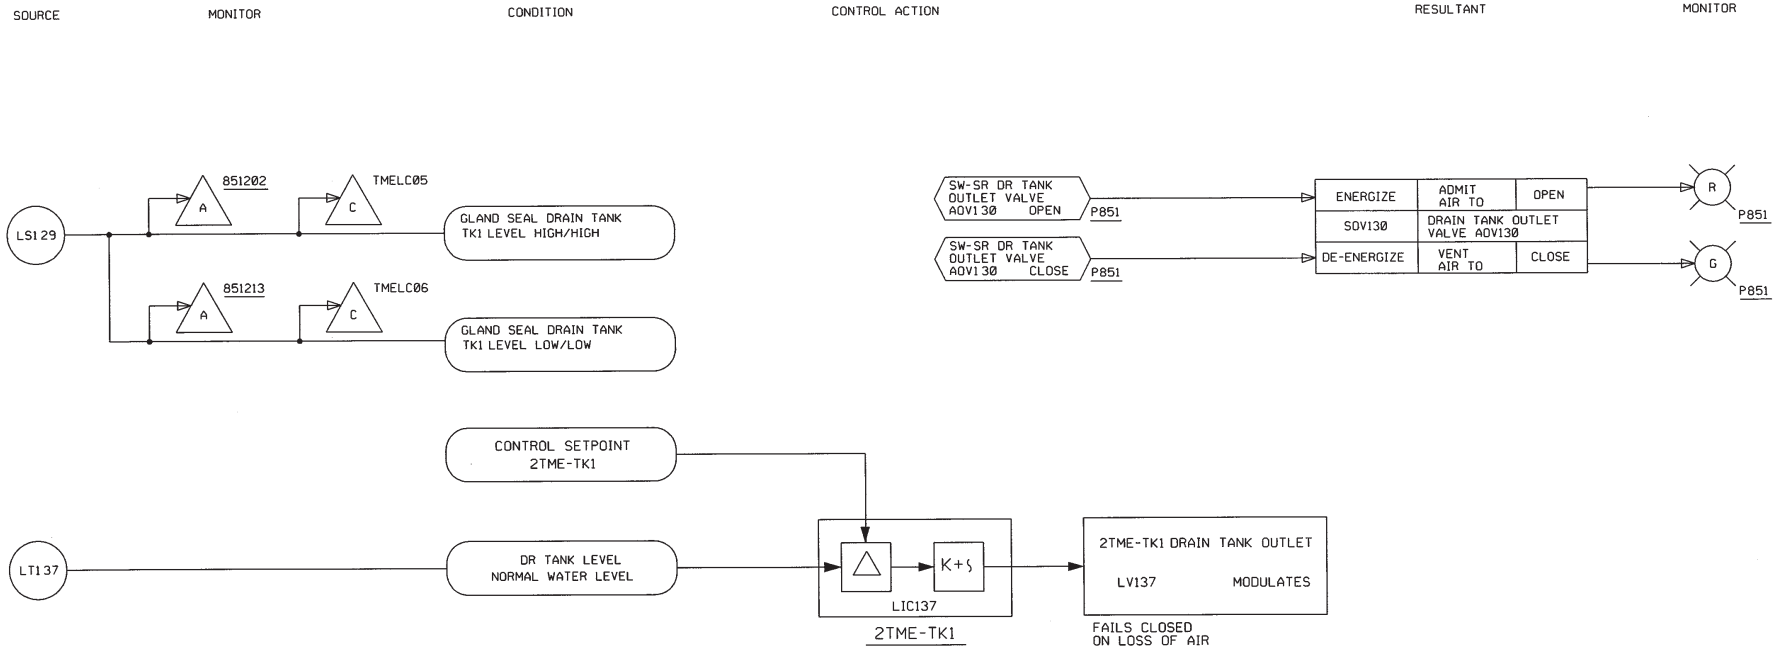 SOURCE MONITOR CONDITION CONTROL ACTION RESULTANT MONITOR
851202
TMELC05
A
C
LS129
GLAND SEAL DRAIN TANK
TK1 LEVEL HIGH/HIGH
851213
TMELC06
A
C
GLAND SEAL DRAIN TANK
TK1 LEVEL LOW/LOW
SW-SR DR TANK
OUTLET VALVE
AOV130 OPEN
P851
SW-SR DR TANK
OUTLET VALVE
AOV130 CLOSE
P851
ENERGIZE
ADMIT
AIR TO
OPEN
SOV130
DRAIN TANK OUTLET
VALVE AOV130
DE-ENERGIZE
VENT
AIR TO
CLOSE
R
P851
G
P851
CONTROL SETPOINT
2TME-TK1
LT137
DR TANK LEVEL
NORMAL WATER LEVEL
△
K+∫
LIC137
2TME-TK1
2TME-TK1 DRAIN TANK OUTLET
LV137 MODULATES
FAILS CLOSED
ON LOSS OF AIR